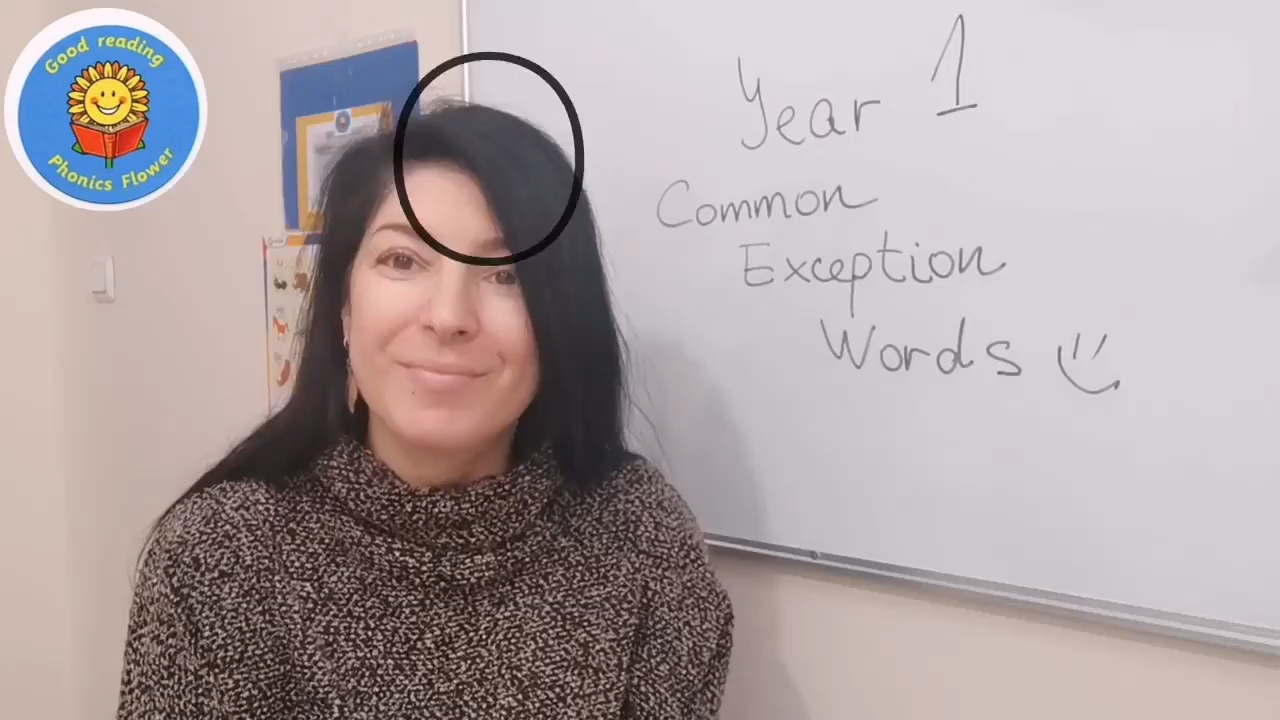 Good reading
Phonics Flower
Year 1
Common
Exception
Words